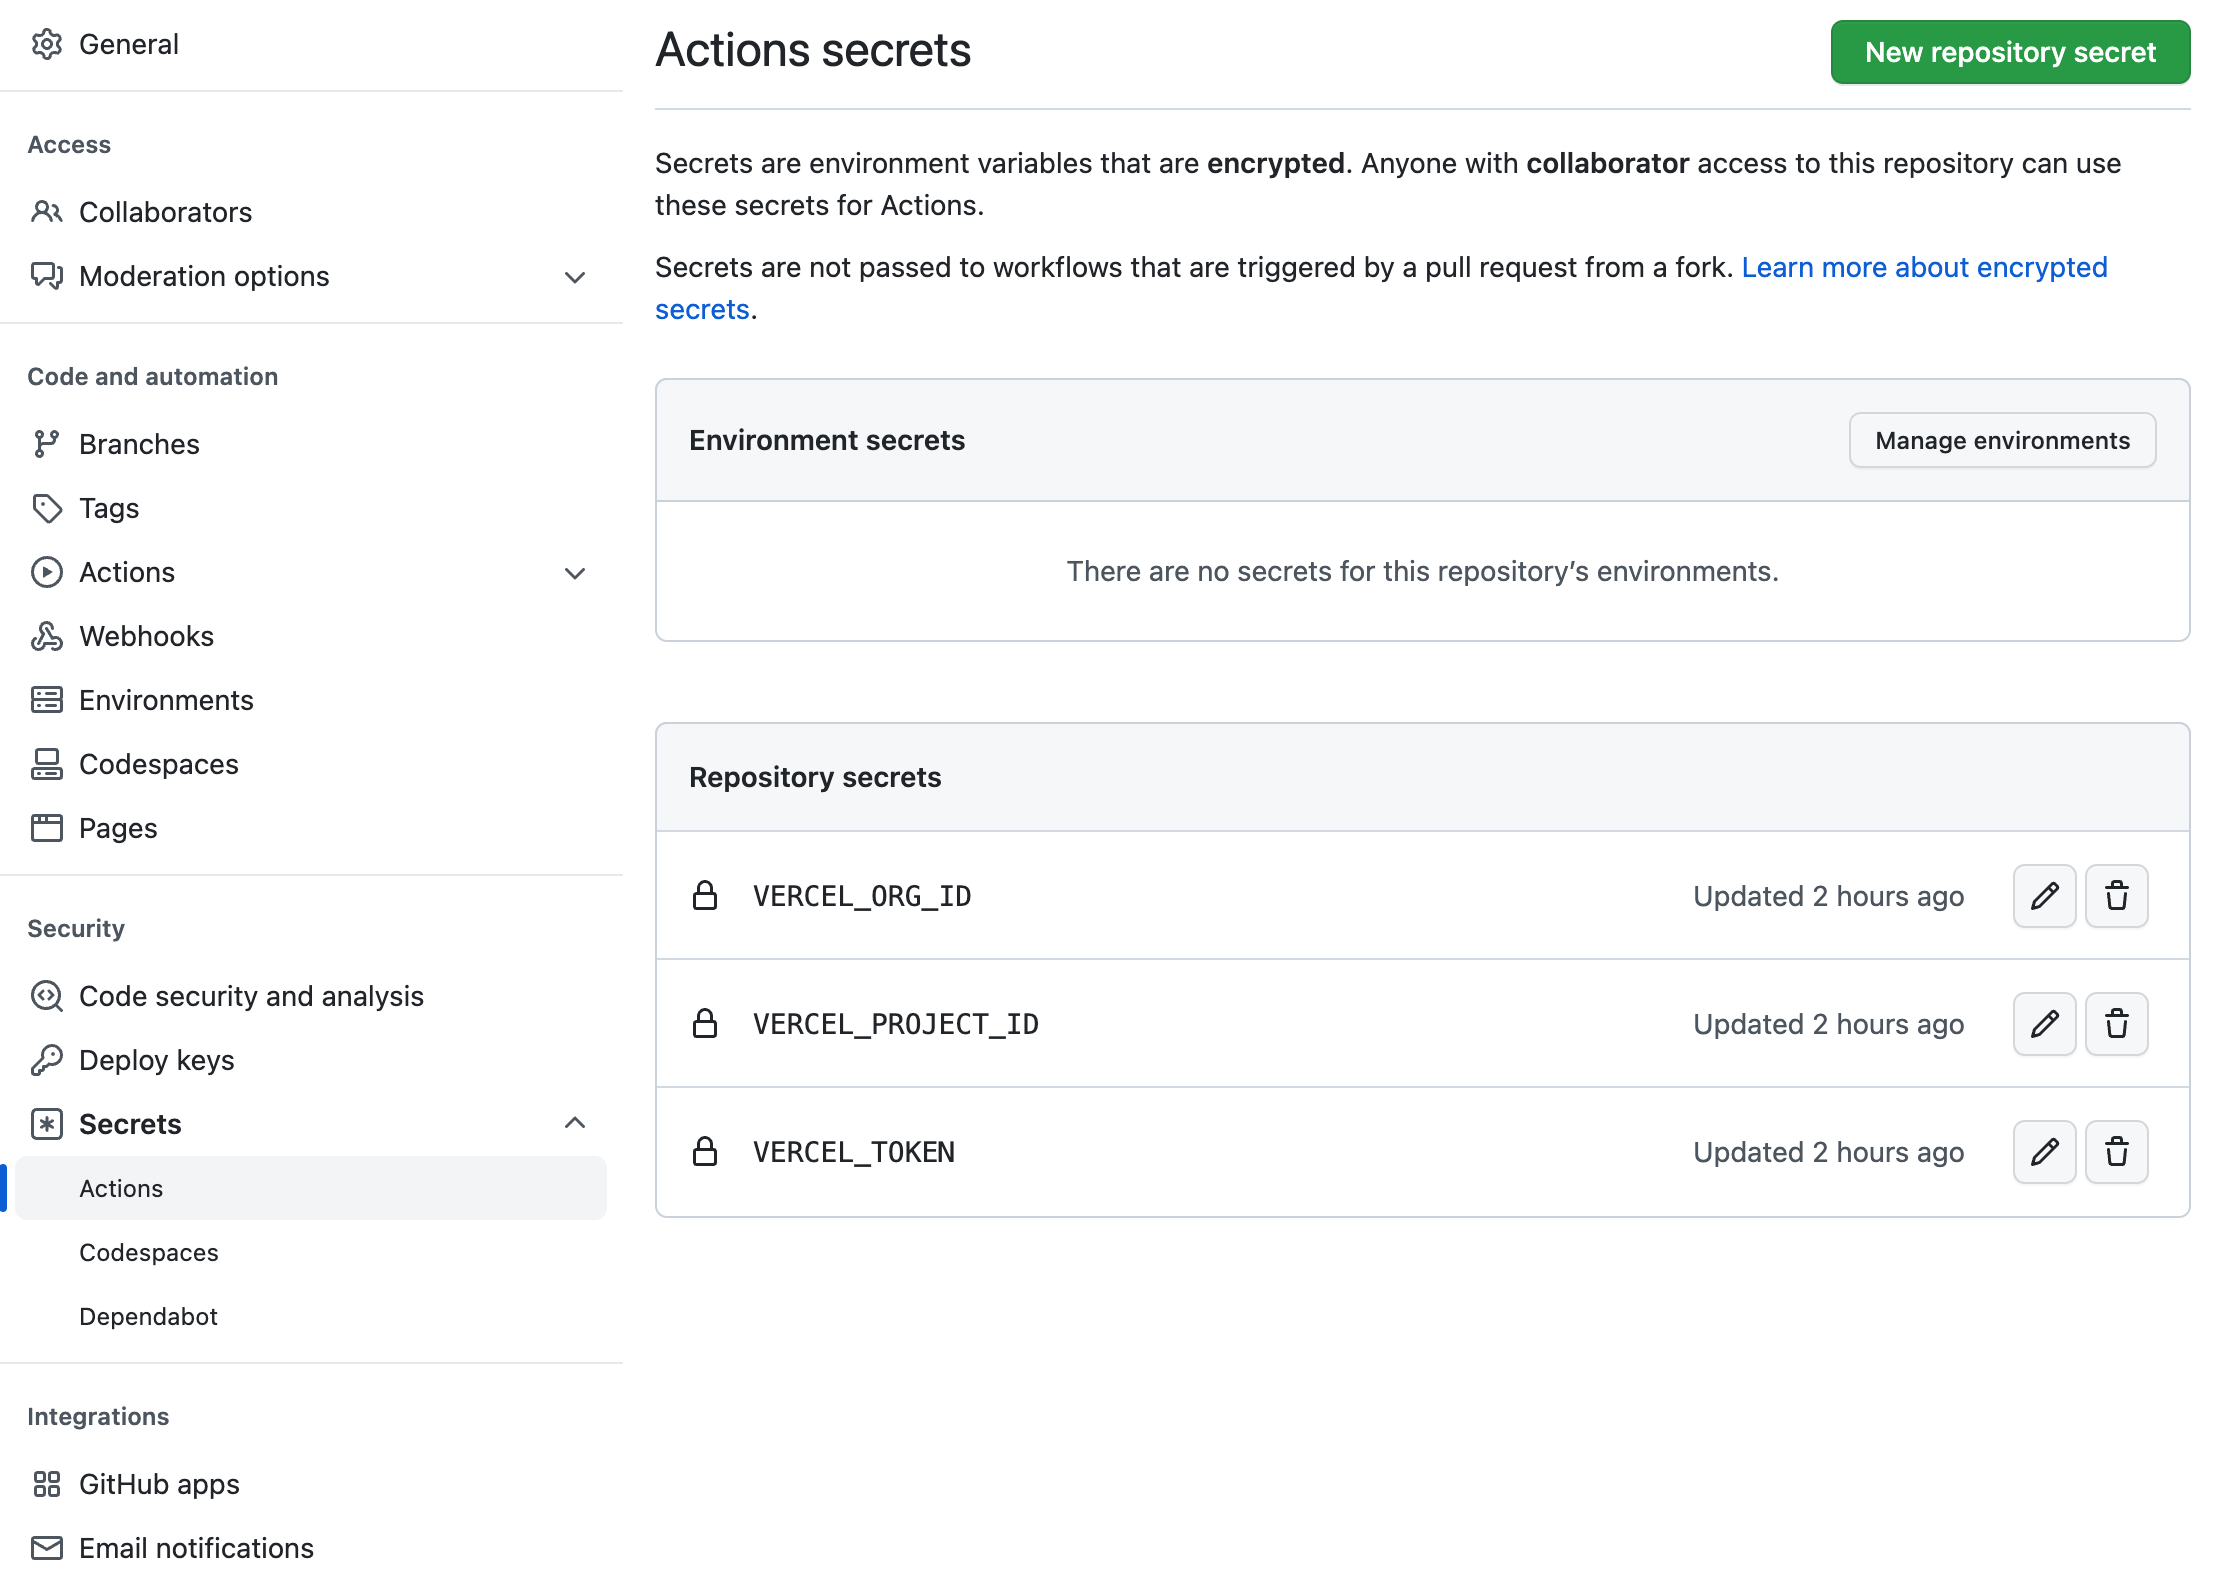 General
Access
Collaborators
Moderation options
Code and automation
Branches
Tags
Actions
Webhooks
Environments
Codespaces
Pages
Security
Code security and analysis
Deploy keys
Secrets
Actions
Codespaces
Dependabot
Integrations
GitHub apps
Email notifications
Actions secrets
New repository secret
Secrets are environment variables that are encrypted. Anyone with collaborator access to this repository can use
these secrets for Actions.
Secrets are not passed to workflows that are triggered by a pull request from a fork. Learn more about encrypted
secrets.
Environment secrets
Manage environments
There are no secrets for this repository’s environments.
Repository secrets
VERCEL_ORG_ID Updated 2 hours ago
VERCEL_PROJECT_ID Updated 2 hours ago
VERCEL_TOKEN Updated 2 hours ago